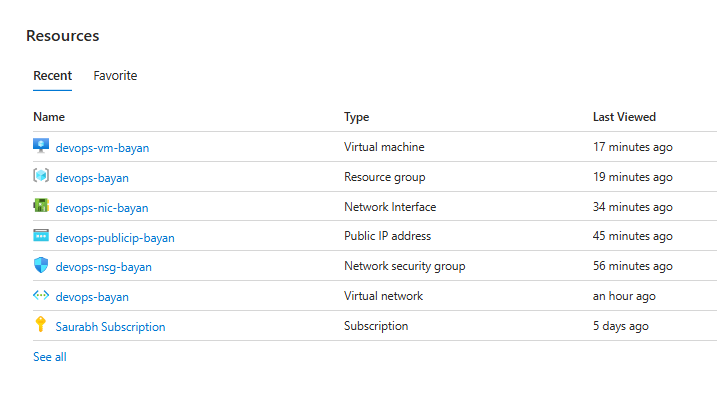 Resources
Recent Favorite
Name Type Last Viewed
devops-vm-bayan Virtual machine 17 minutes ago
devops-bayan Resource group 19 minutes ago
devops-nic-bayan Network Interface 34 minutes ago
devops-publicip-bayan Public IP address 45 minutes ago
devops-nsg-bayan Network security group 56 minutes ago
devops-bayan Virtual network an hour ago
Saurabh Subscription Subscription 5 days ago
See all